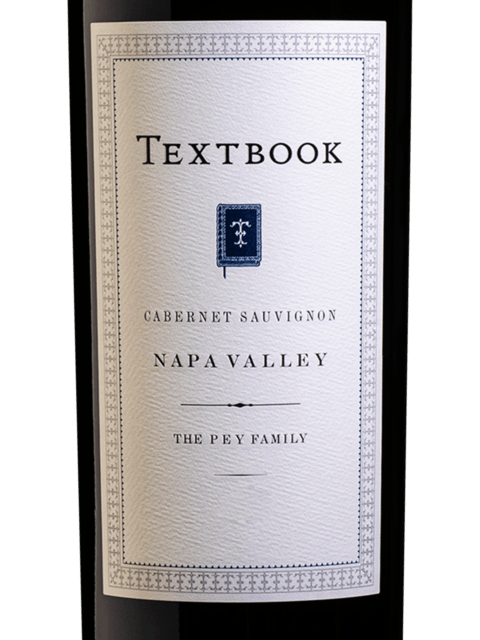 TEXTBOOK
T
CABERNET SAUVIGNON
NAPA VALLEY
THE PEY FAMILY